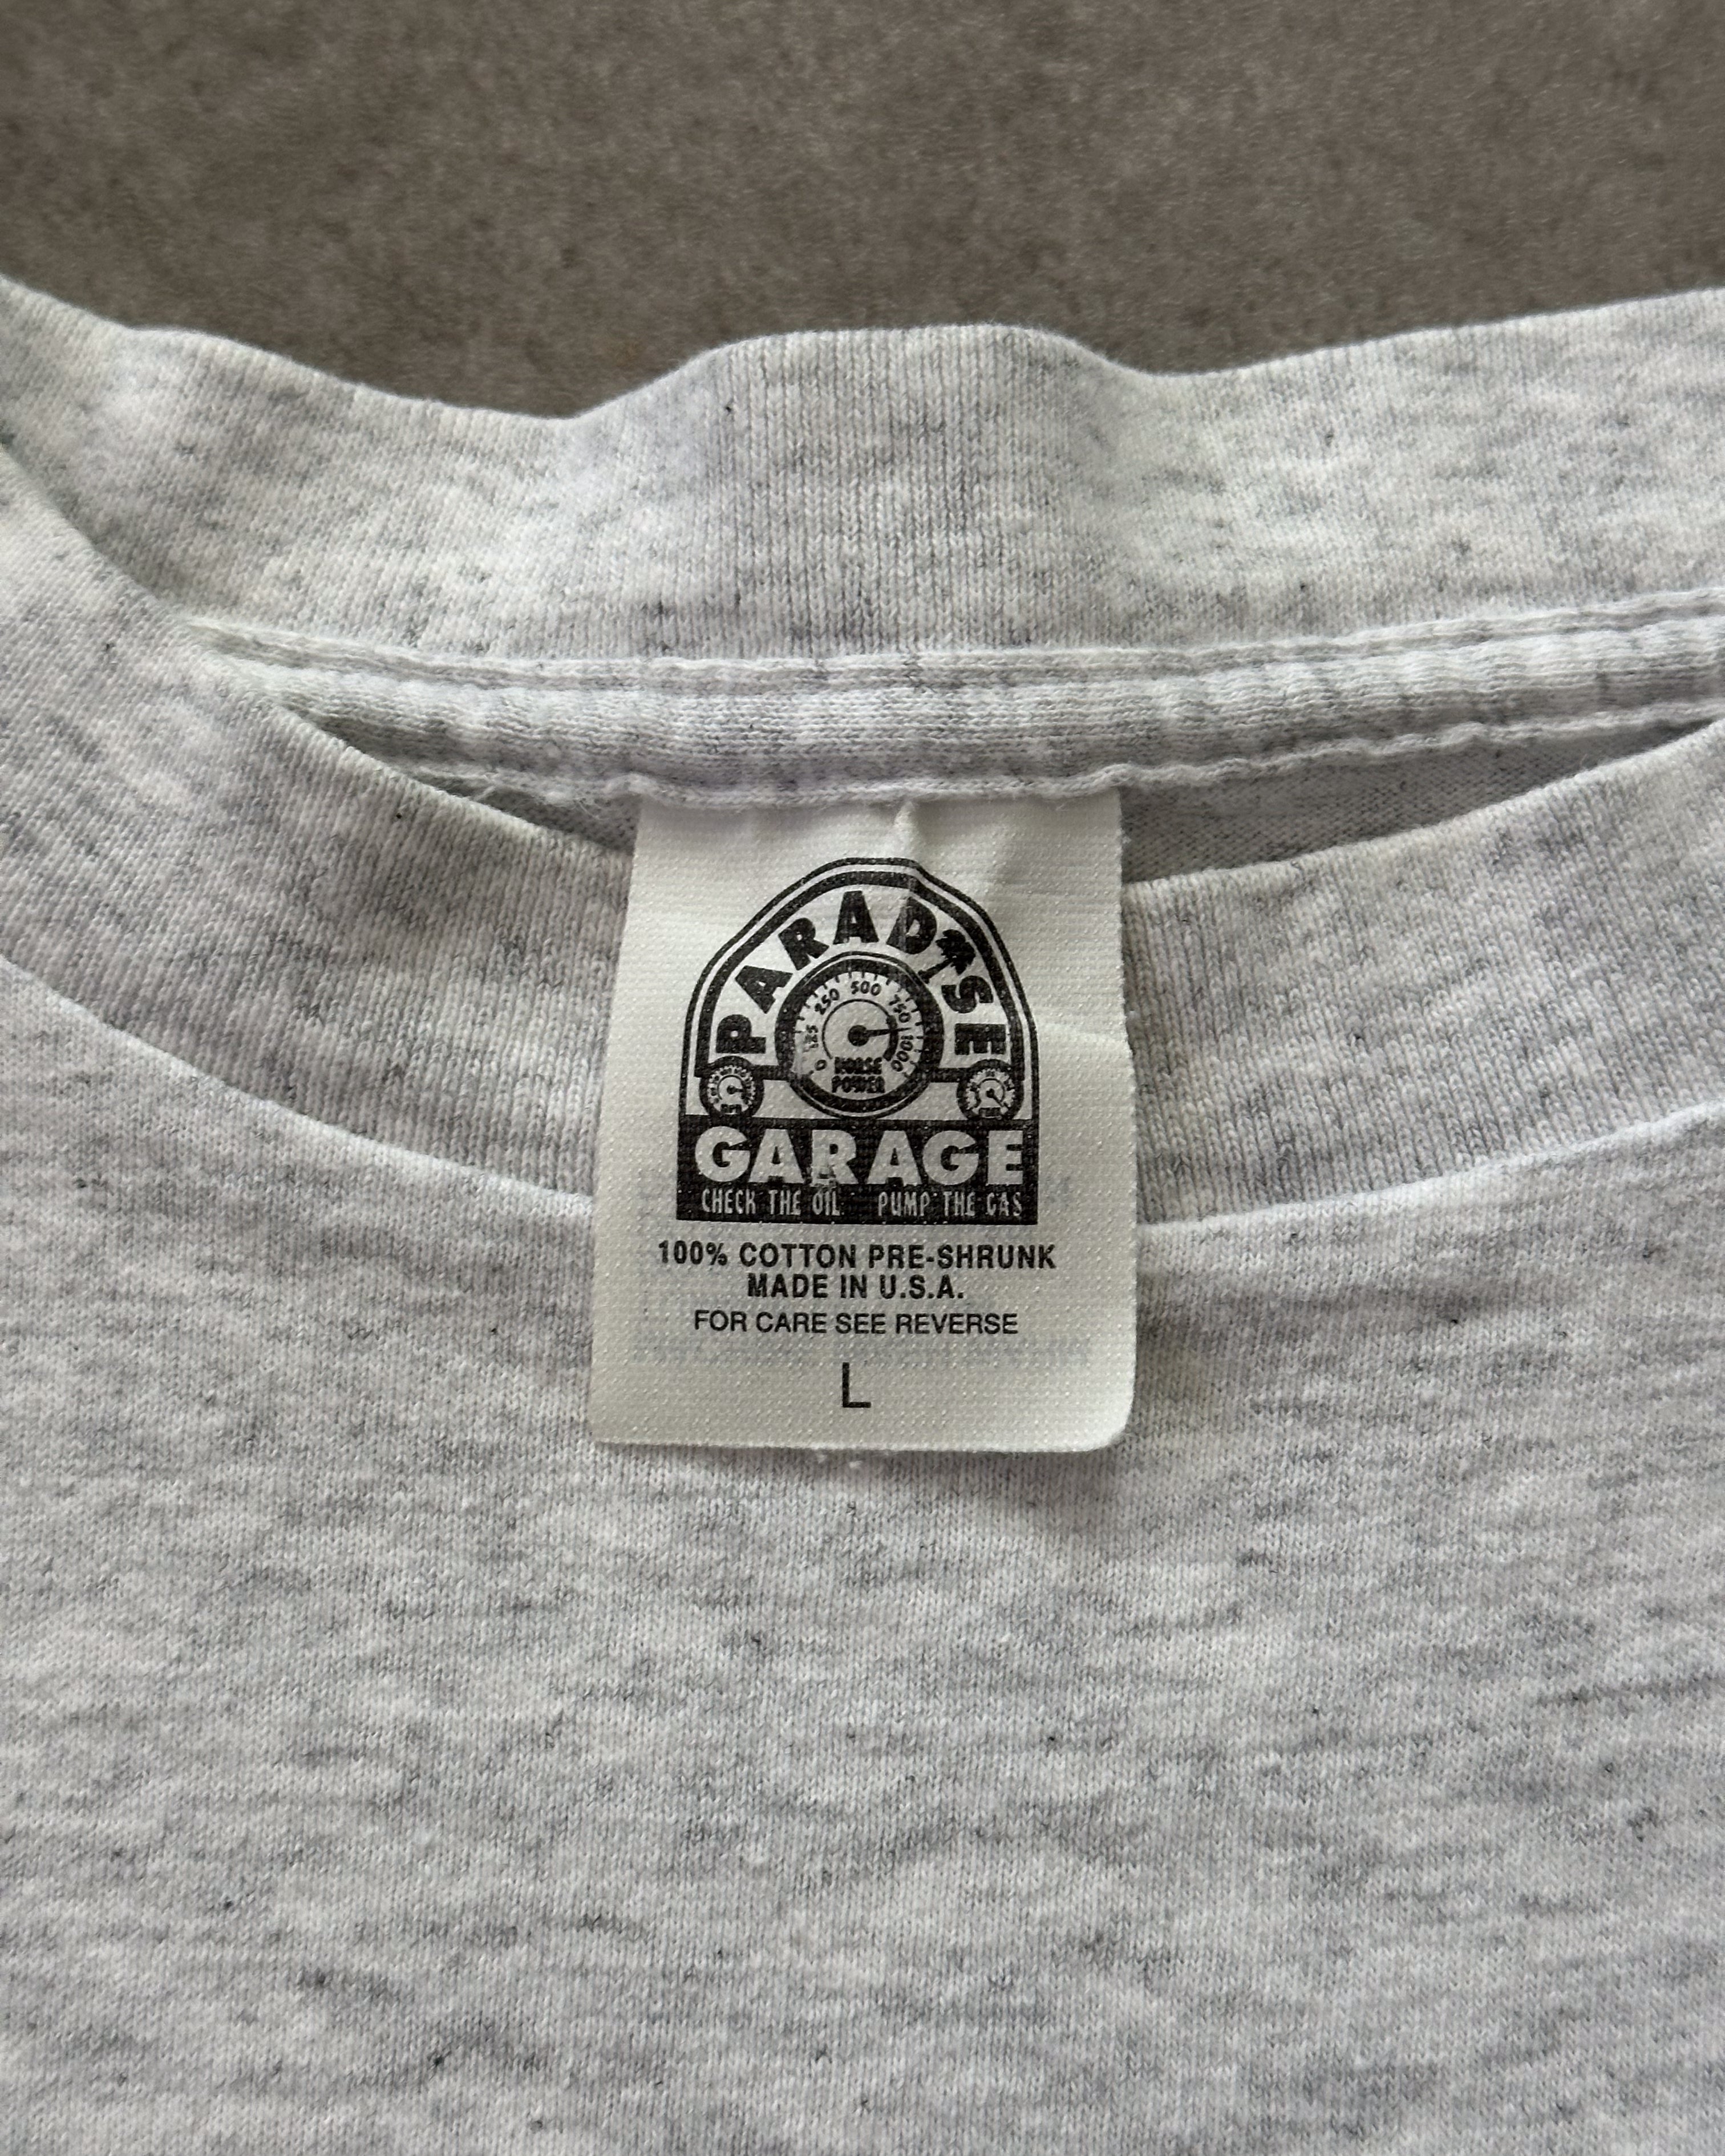 PARADISE
0 125 250 500 750 1000
HORSE
POWER
GARAGE
CHECK THE OIL PUMP THE GAS
100% COTTON PRE-SHRUNK
MADE IN U.S.A.
FOR CARE SEE REVERSE
L